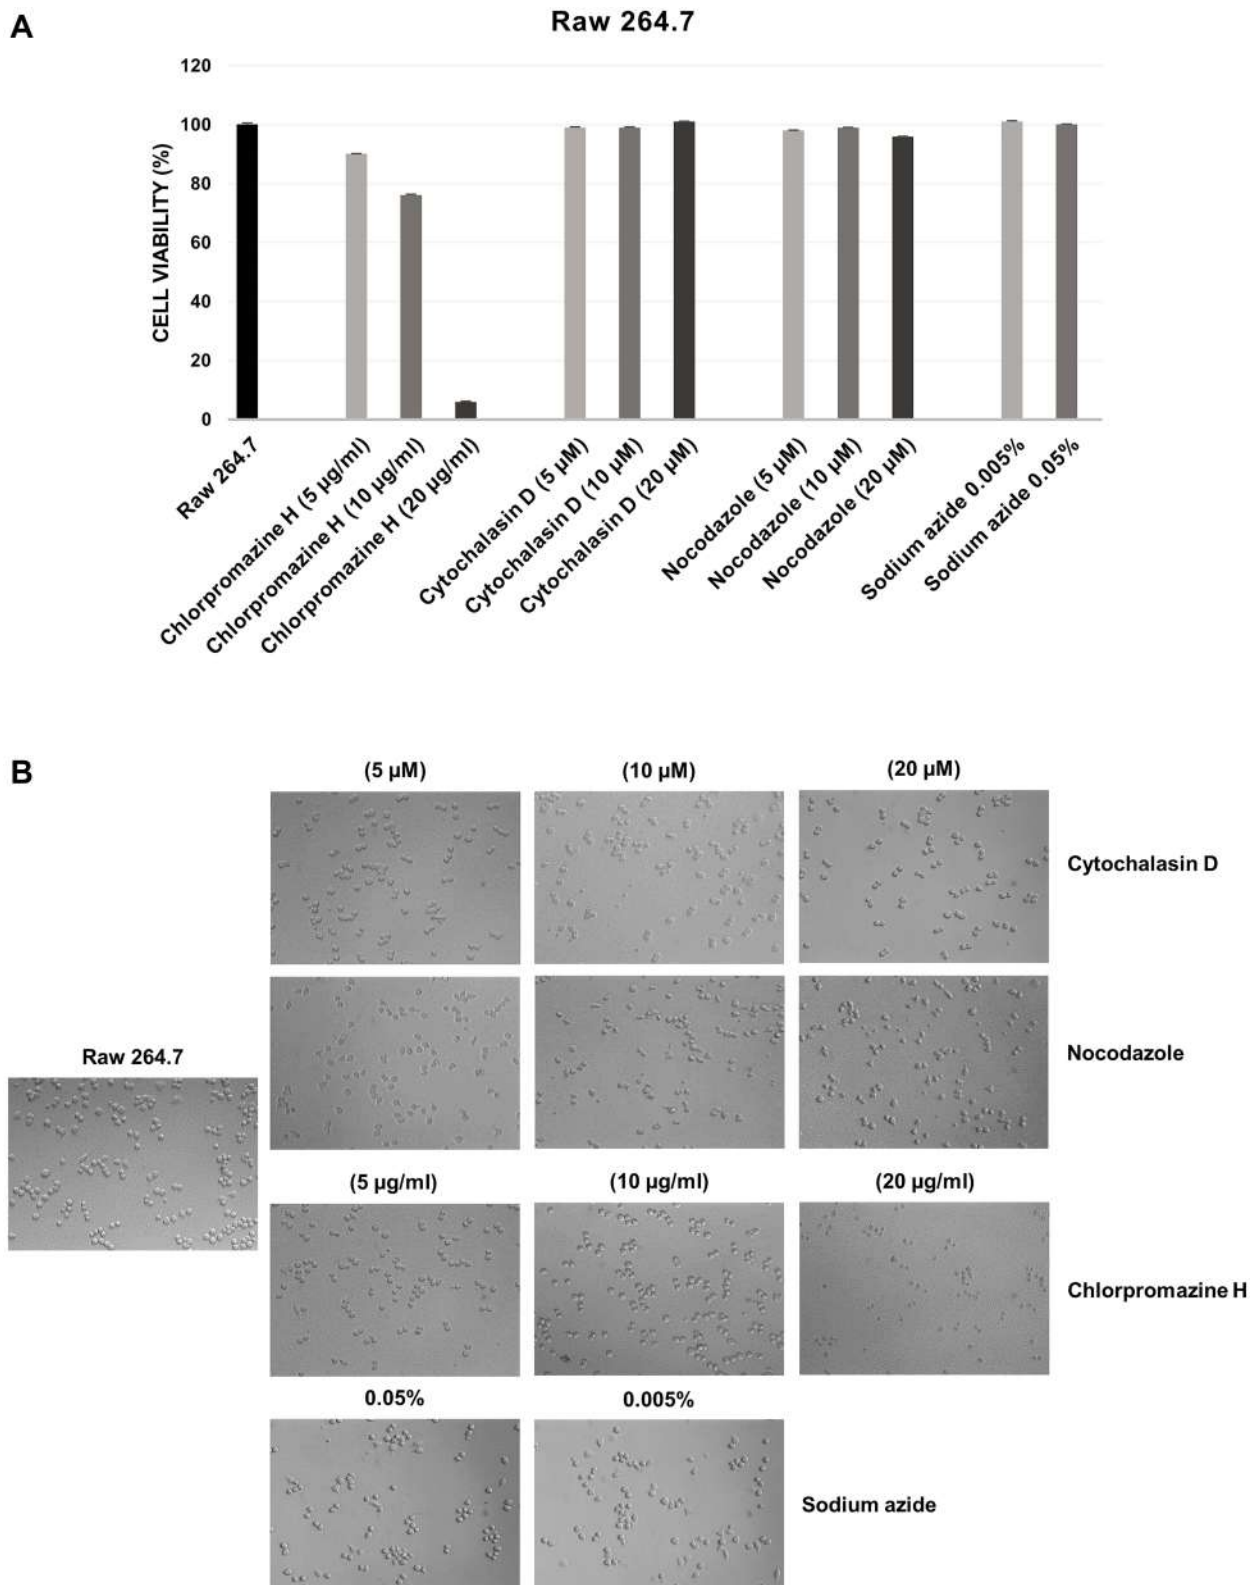 A
Raw 264.7
CELL VIABILITY (%)
120
100
80
60
40
20
0
Raw 264.7
Chlorpromazine H (5 µg/ml)
Chlorpromazine H (10 µg/ml)
Chlorpromazine H (20 µg/ml)
Cytochalasin D (5 µM)
Cytochalasin D (10 µM)
Cytochalasin D (20 µM)
Nocodazole (5 µM)
Nocodazole (10 µM)
Nocodazole (20 µM)
Sodium azide 0.005%
Sodium azide 0.05%
B
(5 µM) (10 µM) (20 µM)
Cytochalasin D
Nocodazole
Raw 264.7
(5 µg/ml) (10 µg/ml) (20 µg/ml)
Chlorpromazine H
0.05% 0.005%
Sodium azide